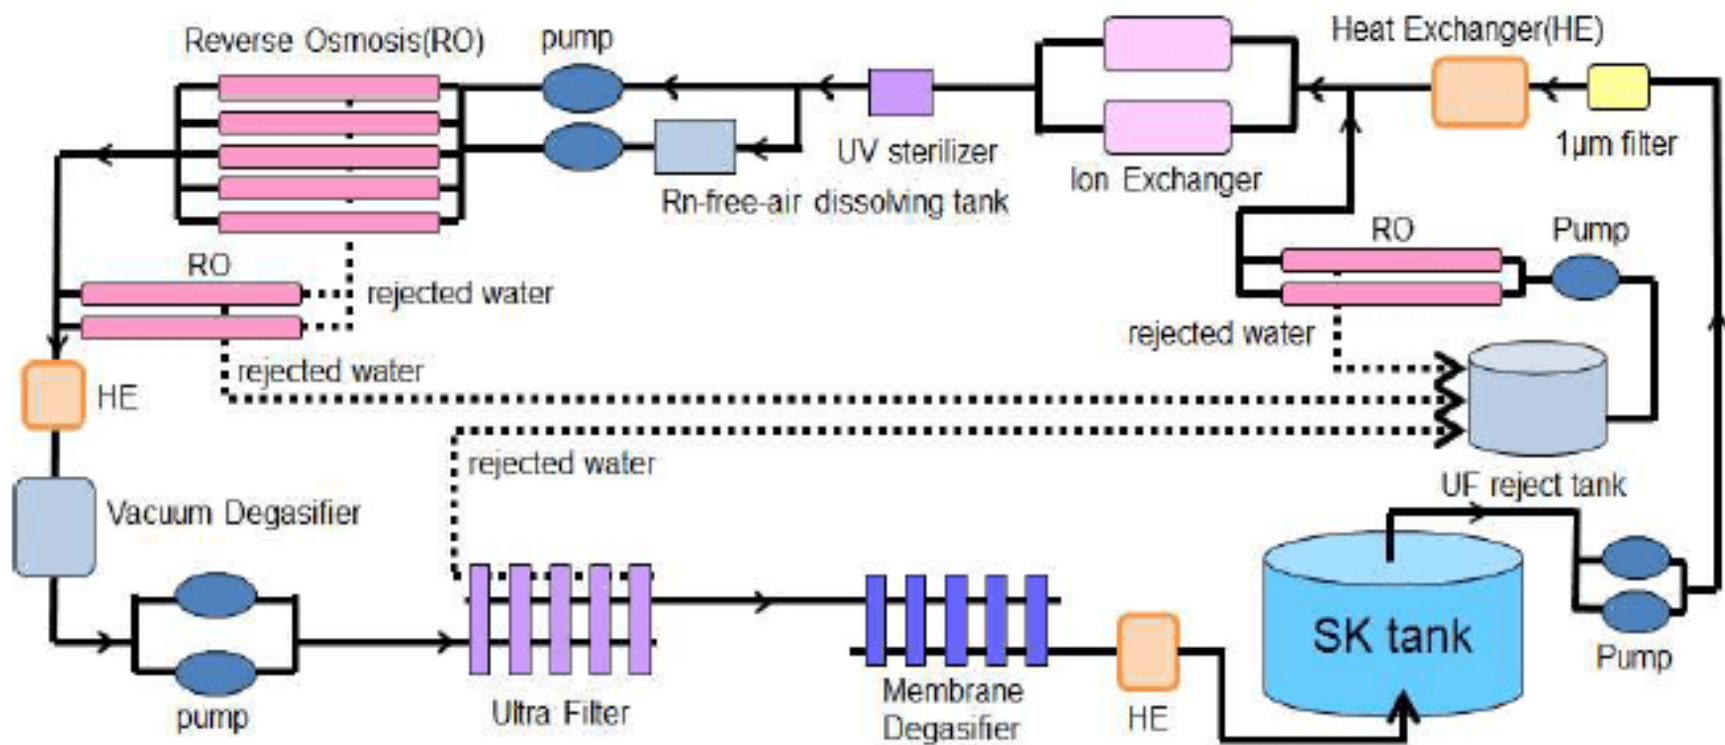 Reverse Osmosis(RO)
pump
Heat Exchanger(HE)
1μm filter
UV sterilizer
Ion Exchanger
Rn-free-air dissolving tank
RO
Pump
RO
rejected water
rejected water
rejected water
HE
rejected water
UF reject tank
Vacuum Degasifier
SK tank
Pump
pump
Ultra Filter
Membrane
Degasifier
HE